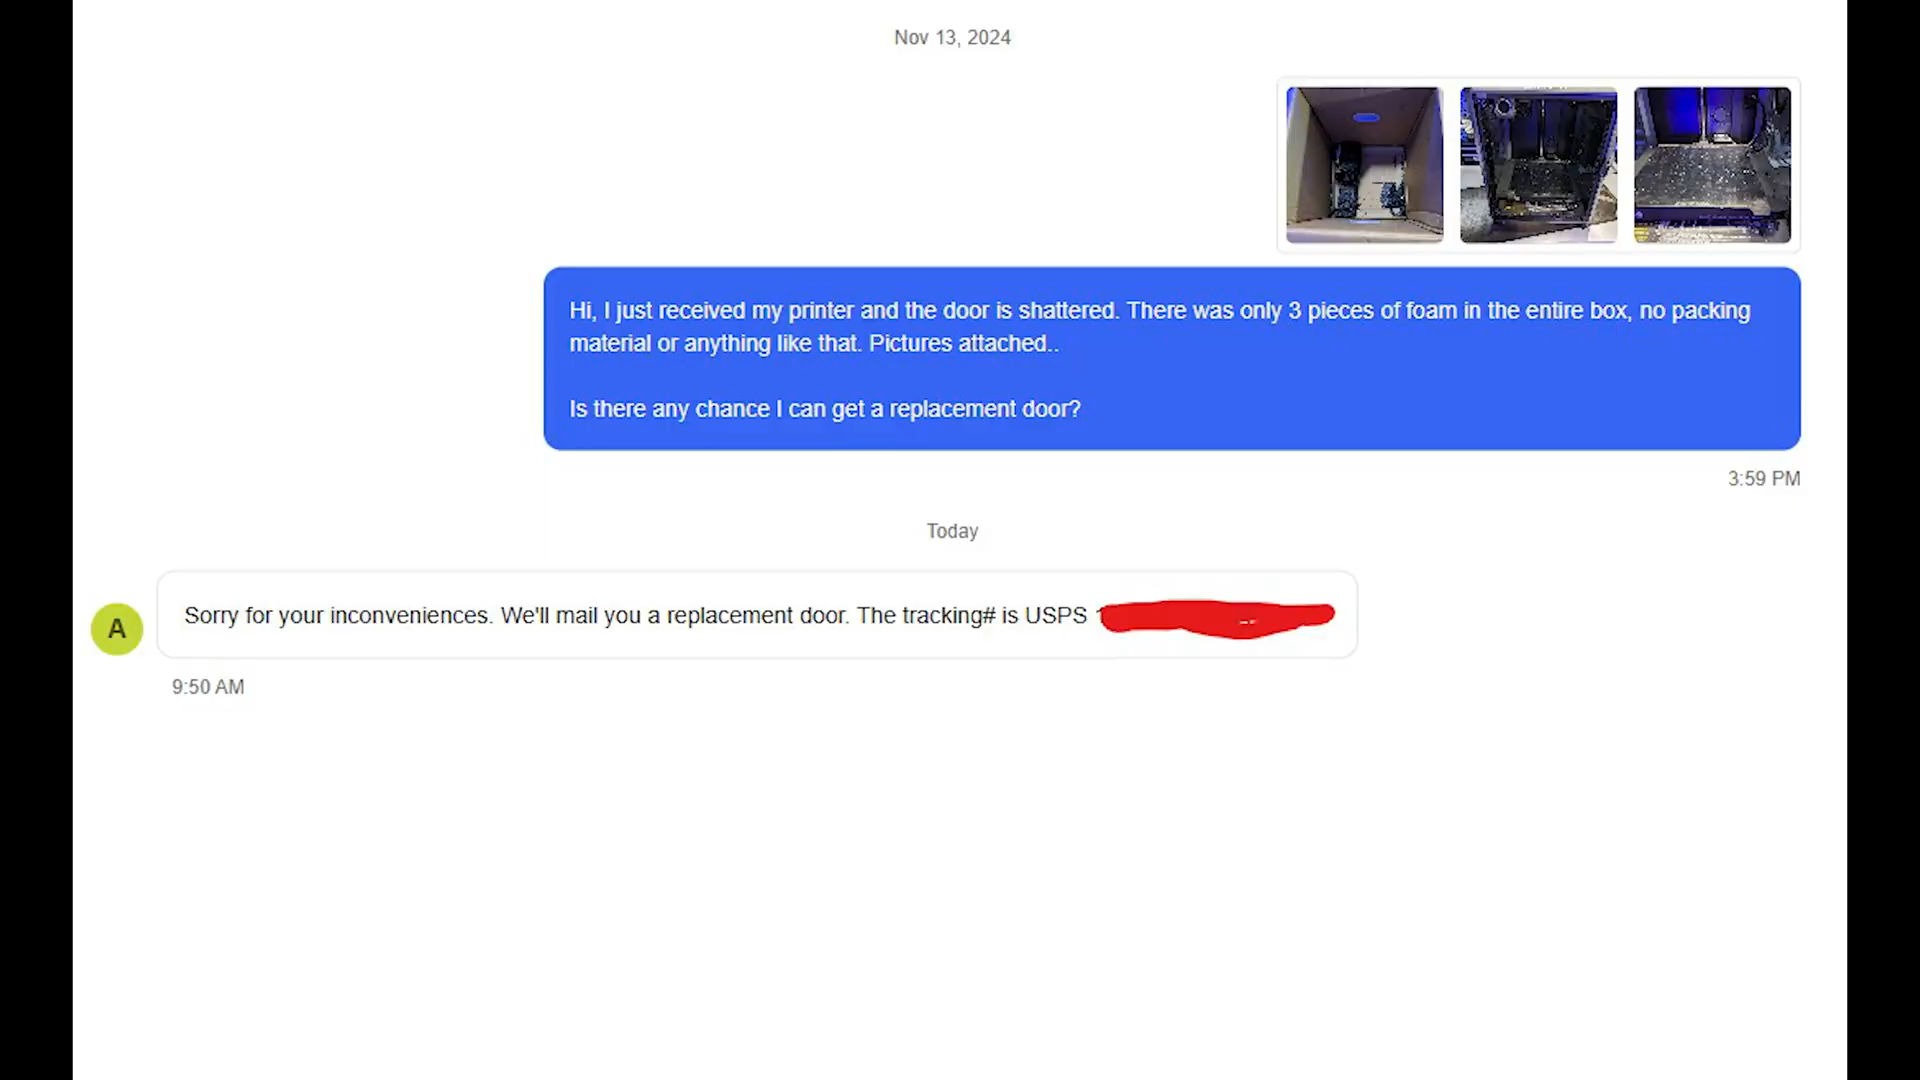 Nov 13, 2024
Hi, I just received my printer and the door is shattered. There was only 3 pieces of foam in the entire box, no packing
material or anything like that. Pictures attached..
Is there any chance I can get a replacement door?
3:59 PM
Today
A
Sorry for your inconveniences. We'll mail you a replacement door. The tracking# is USPS
9:50 AM